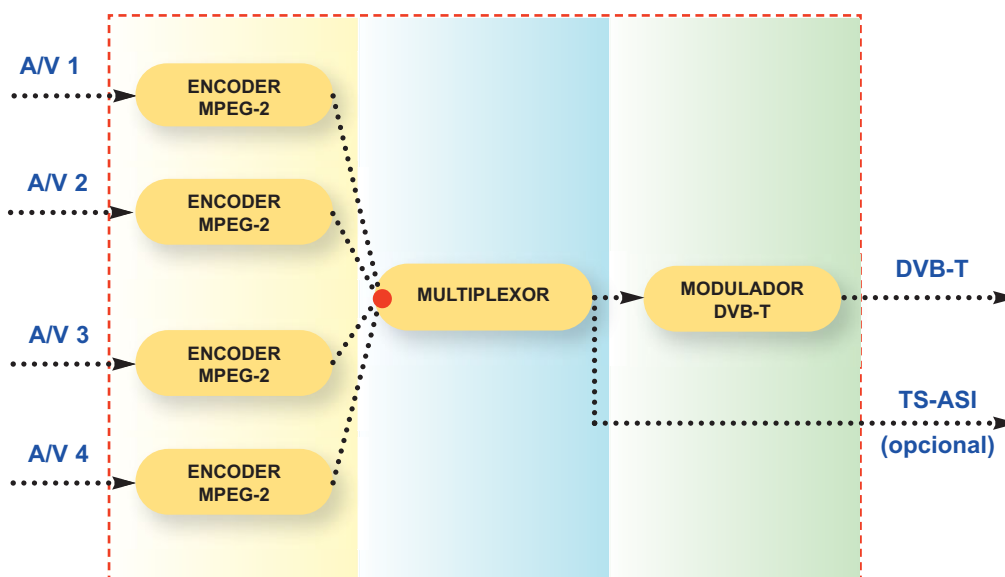 A/V 1
ENCODER
MPEG-2
A/V 2
ENCODER
MPEG-2
A/V 3
ENCODER
MPEG-2
A/V 4
ENCODER
MPEG-2
MULTIPLEXOR
MODULADOR
DVB-T
DVB-T
TS-ASI
(opcional)